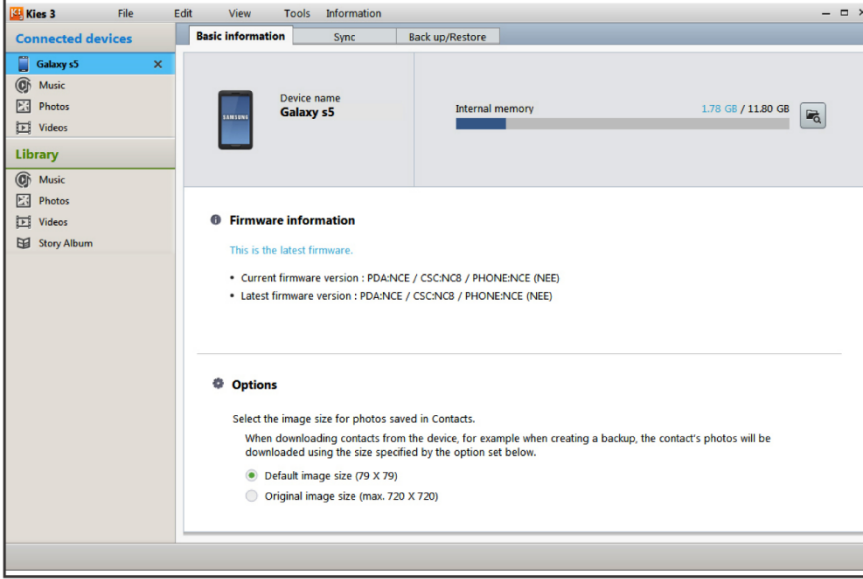 Kies 3 File Edit View Tools Information
Connected devices
Galaxy s5
Music
Photos
Videos
Library
Music
Photos
Videos
Story Album
Basic information Sync Back up/Restore
SAMSUNG
Device name
Galaxy s5
Internal memory 1.78 GB / 11.80 GB
Firmware information
This is the latest firmware.
• Current firmware version : PDA:NCE / CSC:NC8 / PHONE:NCE (NEE)
• Latest firmware version : PDA:NCE / CSC:NC8 / PHONE:NCE (NEE)
Options
Select the image size for photos saved in Contacts.
When downloading contacts from the device, for example when creating a backup, the contact's photos will be
downloaded using the size specified by the option set below.
Default image size (79 X 79)
Original image size (max. 720 X 720)